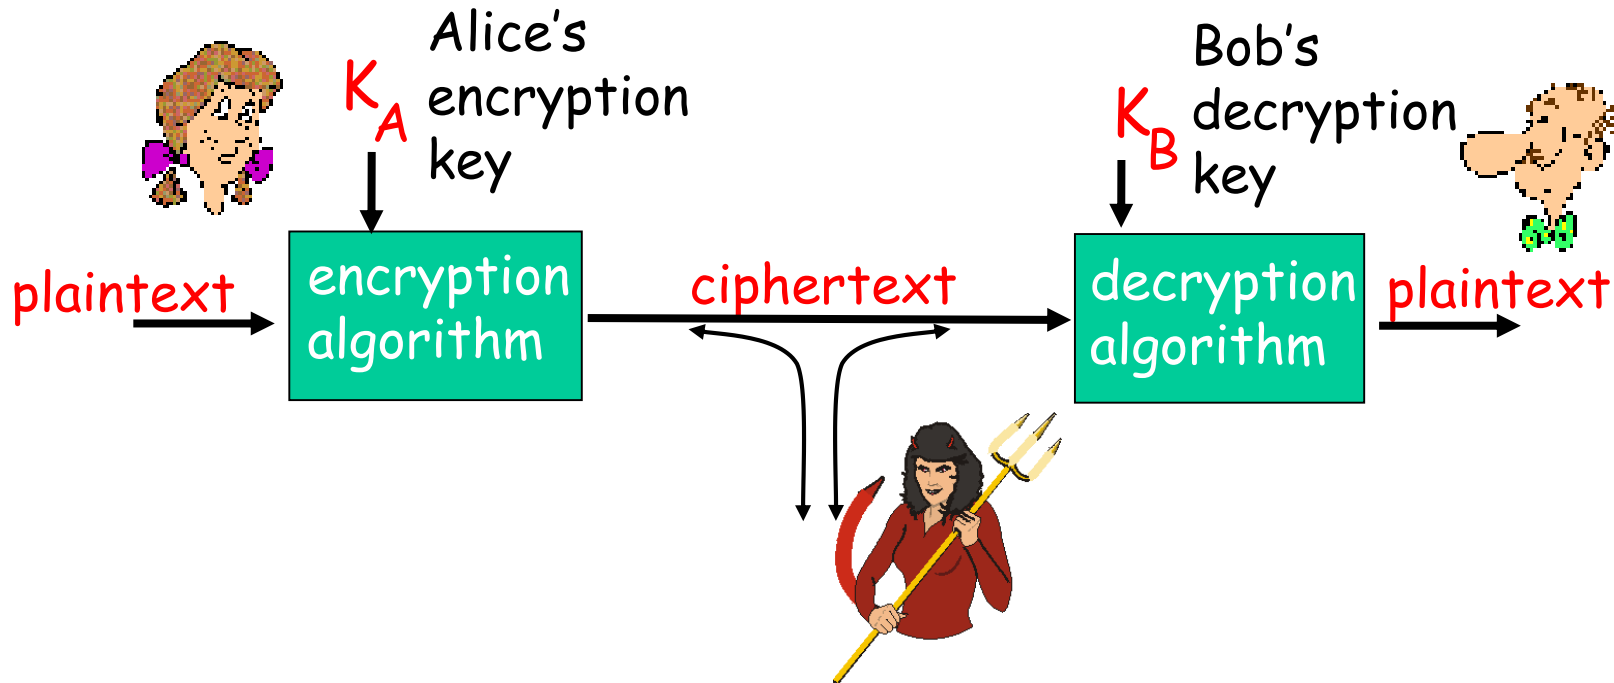 Alice's
encryption
key
K
A
Bob's
decryption
key
K
B
plaintext
encryption
algorithm
ciphertext
decryption
algorithm
plaintext